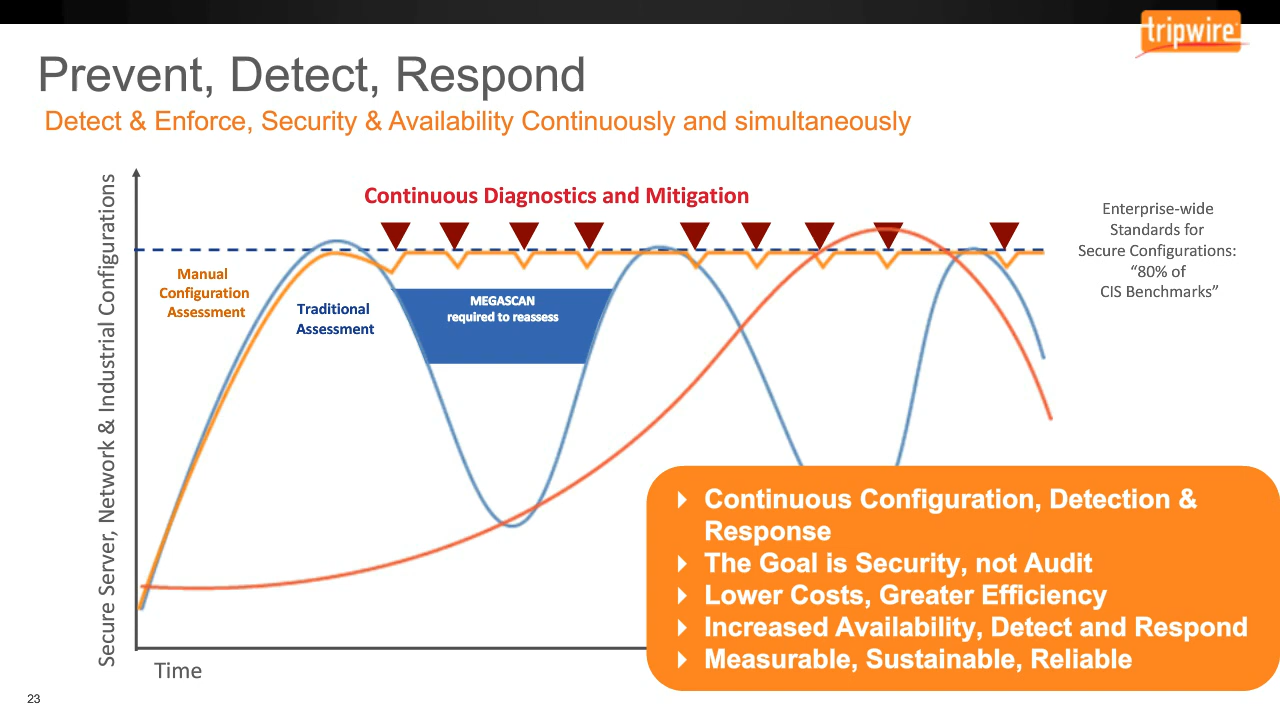 tripwire
Prevent, Detect, Respond
Detect & Enforce, Security & Availability Continuously and simultaneously
Secure Server, Network & Industrial Configurations
Continuous Diagnostics and Mitigation
Enterprise-wide
Standards for
Secure Configurations:
“80% of
CIS Benchmarks”
Manual
Configuration
Assessment
Traditional
Assessment
MEGASCAN
required to reassess
Continuous Configuration, Detection &
Response
The Goal is Security, not Audit
Lower Costs, Greater Efficiency
Increased Availability, Detect and Respond
Measurable, Sustainable, Reliable
Time
23